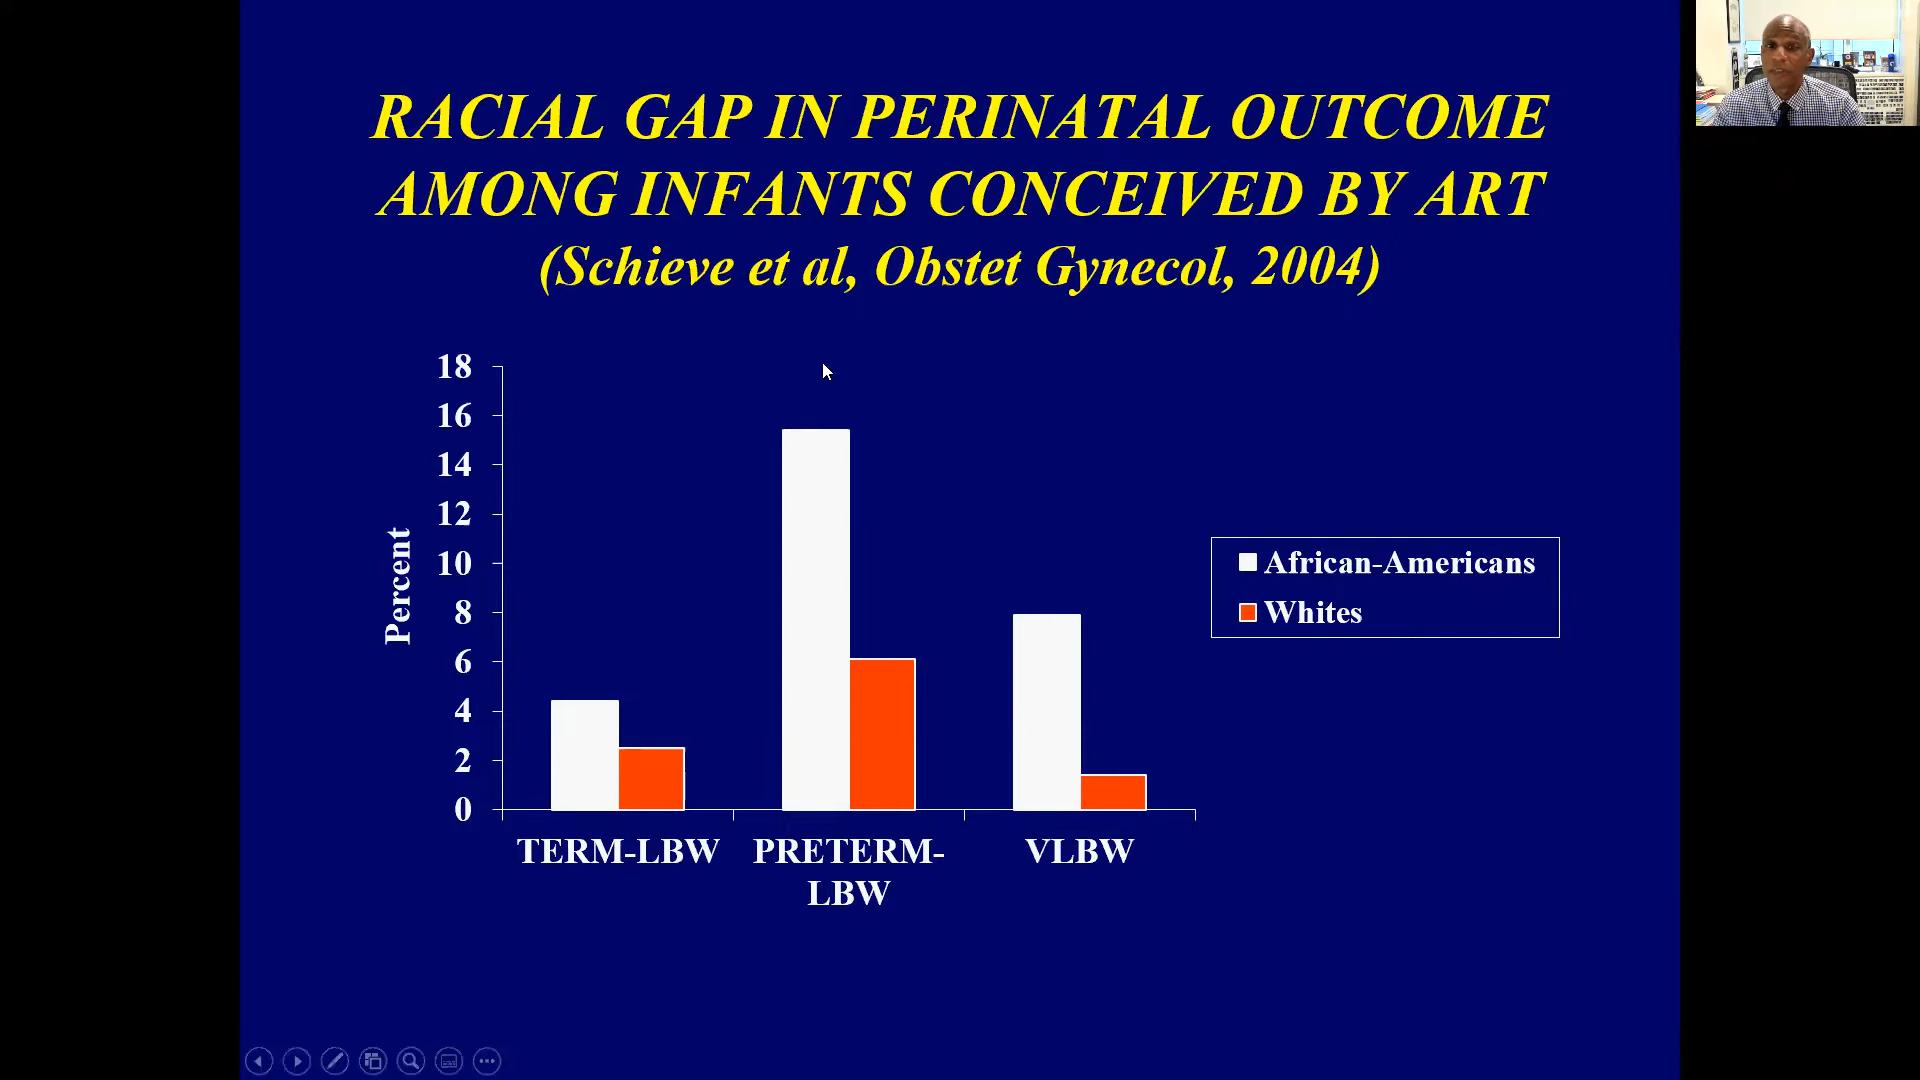 RACIAL GAP IN PERINATAL OUTCOME
AMONG INFANTS CONCEIVED BY ART
(Schieve et al, Obstet Gynecol, 2004)
18
16
14
12
10
8
6
4
2
0
Percent
TERM-LBW
PRETERM-
LBW
VLBW
African-Americans
Whites